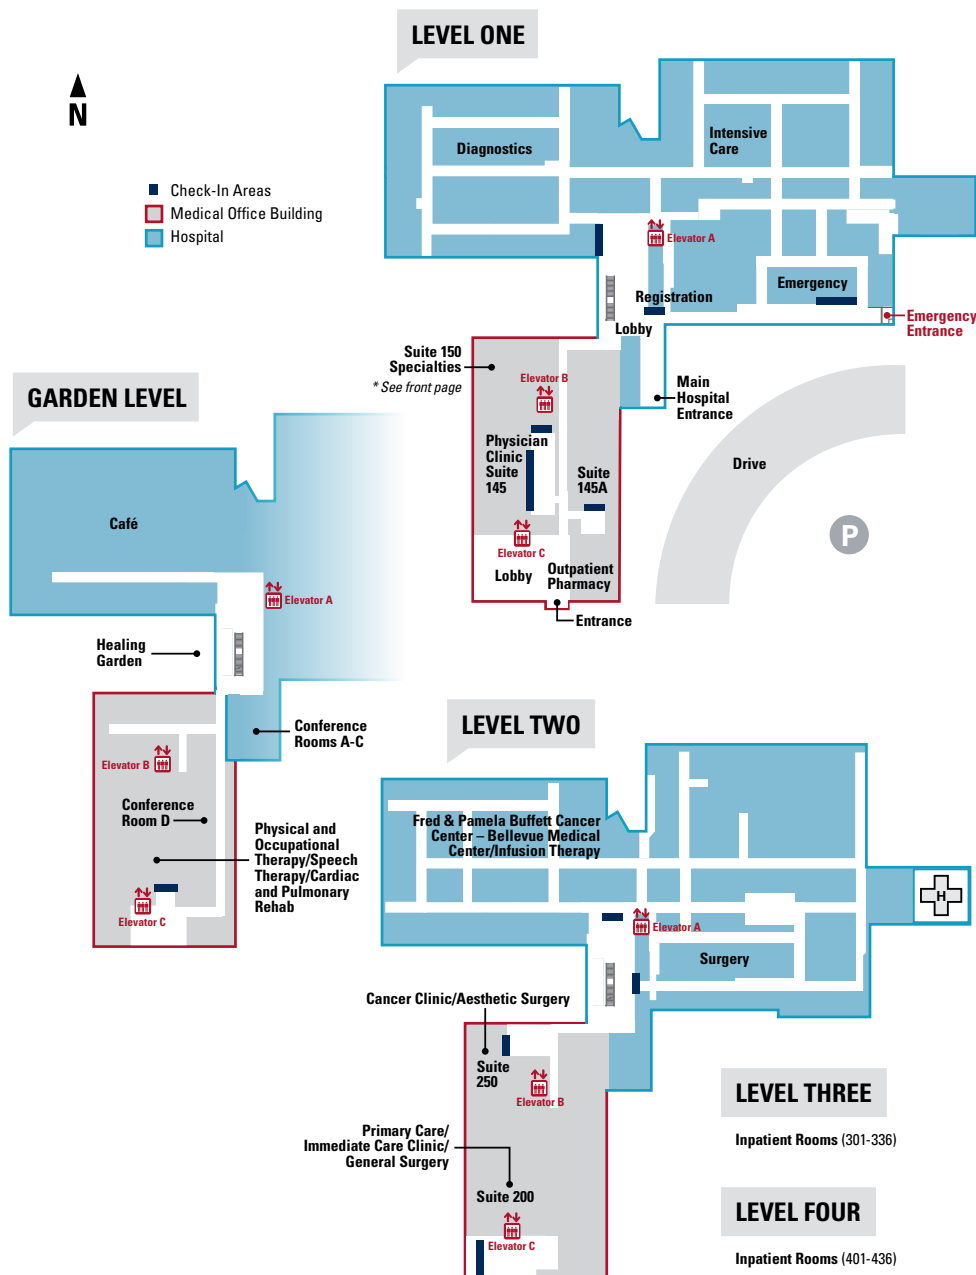 LEVEL ONE
N
Check-In Areas
Medical Office Building
Hospital
Diagnostics
Intensive
Care
Elevator A
Emergency
Registration
Lobby
Emergency
Entrance
Suite 150
Specialties
* See front page
Elevator B
Main
Hospital
Entrance
Physician
Clinic
Suite
145
Suite
145A
Drive
P
Elevator C
Lobby
Outpatient
Pharmacy
Entrance
GARDEN LEVEL
Café
Elevator A
Healing
Garden
Conference
Rooms A-C
Elevator B
Conference
Room D
Physical and
Occupational
Therapy/Speech
Therapy/Cardiac
and Pulmonary
Rehab
Elevator C
LEVEL TWO
Fred & Pamela Buffett Cancer
Center – Bellevue Medical
Center/Infusion Therapy
H
Elevator A
Surgery
Cancer Clinic/Aesthetic Surgery
Suite
250
Elevator B
Primary Care/
Immediate Care Clinic/
General Surgery
Suite 200
Elevator C
LEVEL THREE
Inpatient Rooms (301-336)
LEVEL FOUR
Inpatient Rooms (401-436)